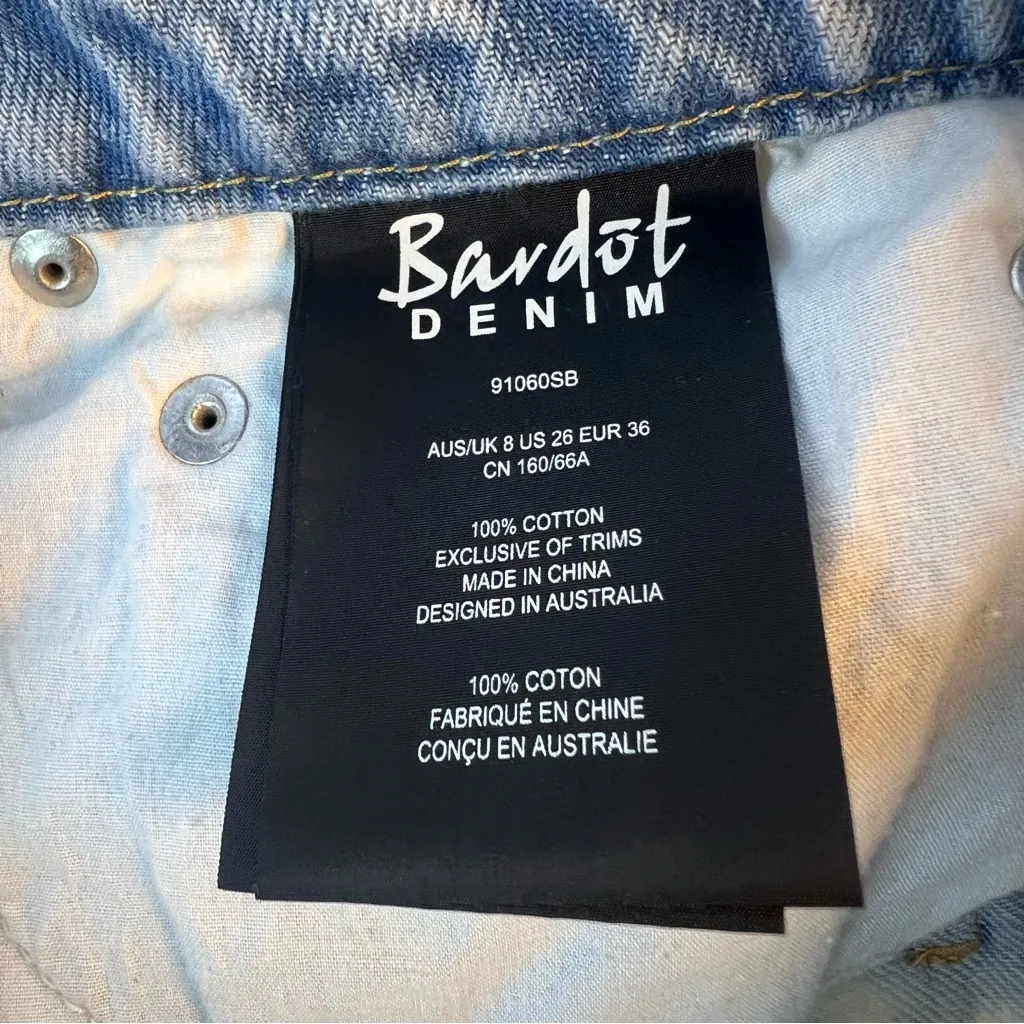 Bardōt
DENIM
91060SB
AUS/UK 8 US 26 EUR 36
CN 160/66A
100% COTTON
EXCLUSIVE OF TRIMS
MADE IN CHINA
DESIGNED IN AUSTRALIA
100% COTON
FABRIQUÉ EN CHINE
CONÇU EN AUSTRALIE